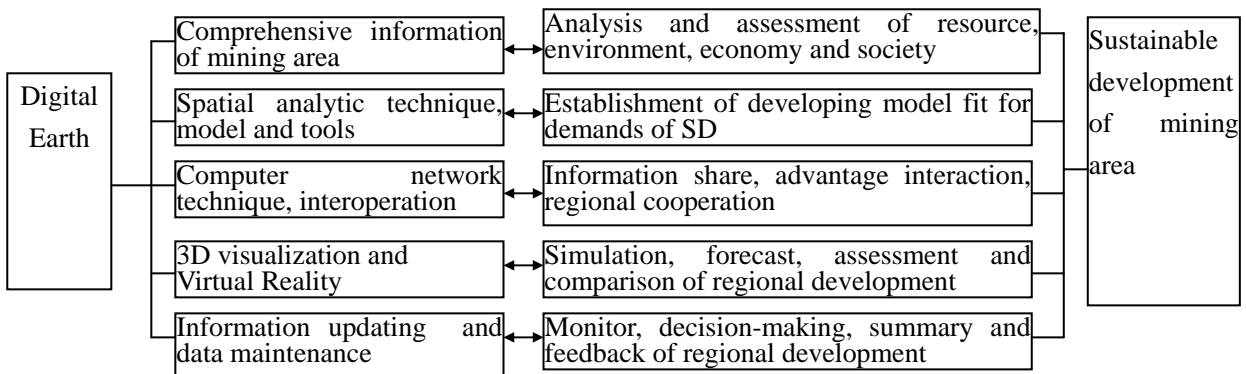 Digital
Earth
Comprehensive information
of mining area
Analysis and assessment of resource,
environment, economy and society
Spatial analytic technique,
model and tools
Establishment of developing model fit for
demands of SD
Computer network
technique, interoperation
Information share, advantage interaction,
regional cooperation
3D visualization and
Virtual Reality
Simulation, forecast, assessment and
comparison of regional development
Information updating and
data maintenance
Monitor, decision-making, summary and
feedback of regional development
Sustainable
development
of mining
area